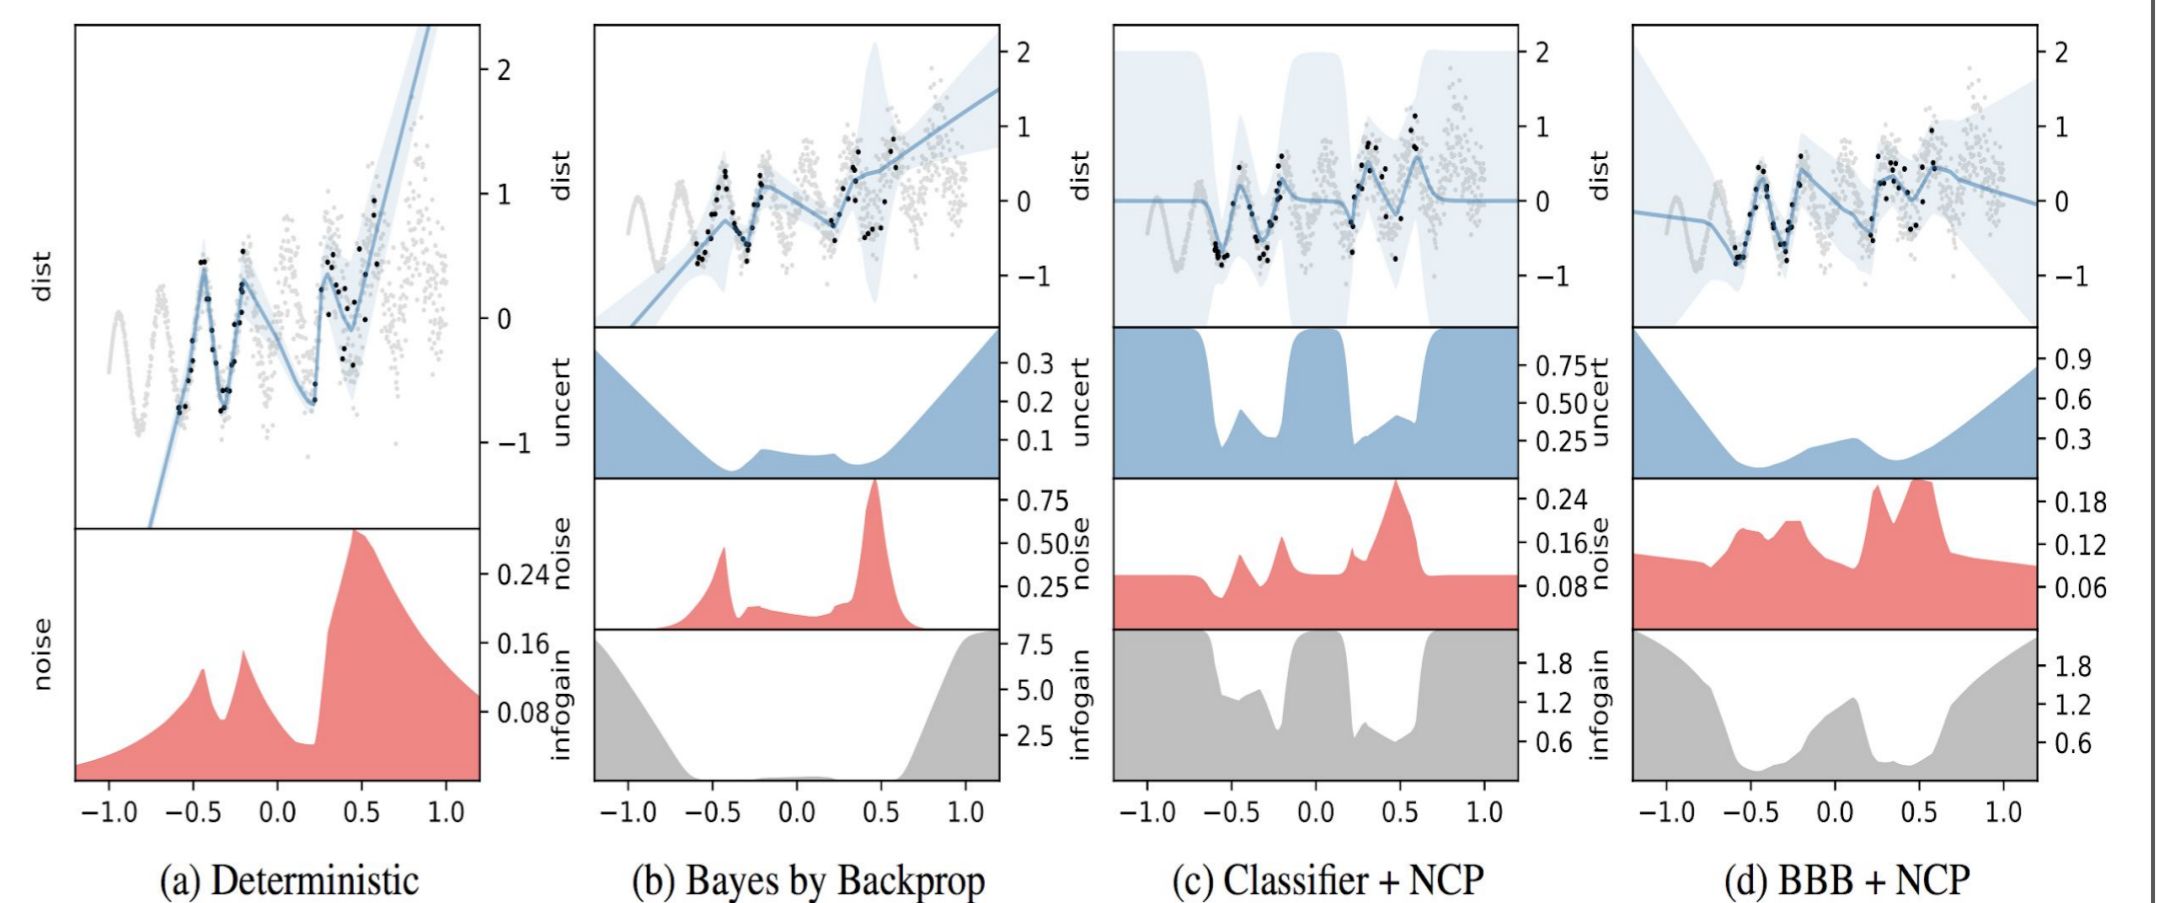 dist
2
1
0
−1
noise
0.24
0.16
0.08
−1.0 −0.5 0.0 0.5 1.0
(a) Deterministic
dist
2
1
0
−1
uncert
0.3
0.2
0.1
noise
0.75
0.50
0.25
infogain
7.5
5.0
2.5
−1.0 −0.5 0.0 0.5 1.0
(b) Bayes by Backprop
dist
2
1
0
−1
uncert
0.75
0.50
0.25
noise
0.24
0.16
0.08
infogain
1.8
1.2
0.6
−1.0 −0.5 0.0 0.5 1.0
(c) Classifier + NCP
dist
2
1
0
−1
uncert
0.9
0.6
0.3
noise
0.18
0.12
0.06
infogain
1.8
1.2
0.6
−1.0 −0.5 0.0 0.5 1.0
(d) BBB + NCP